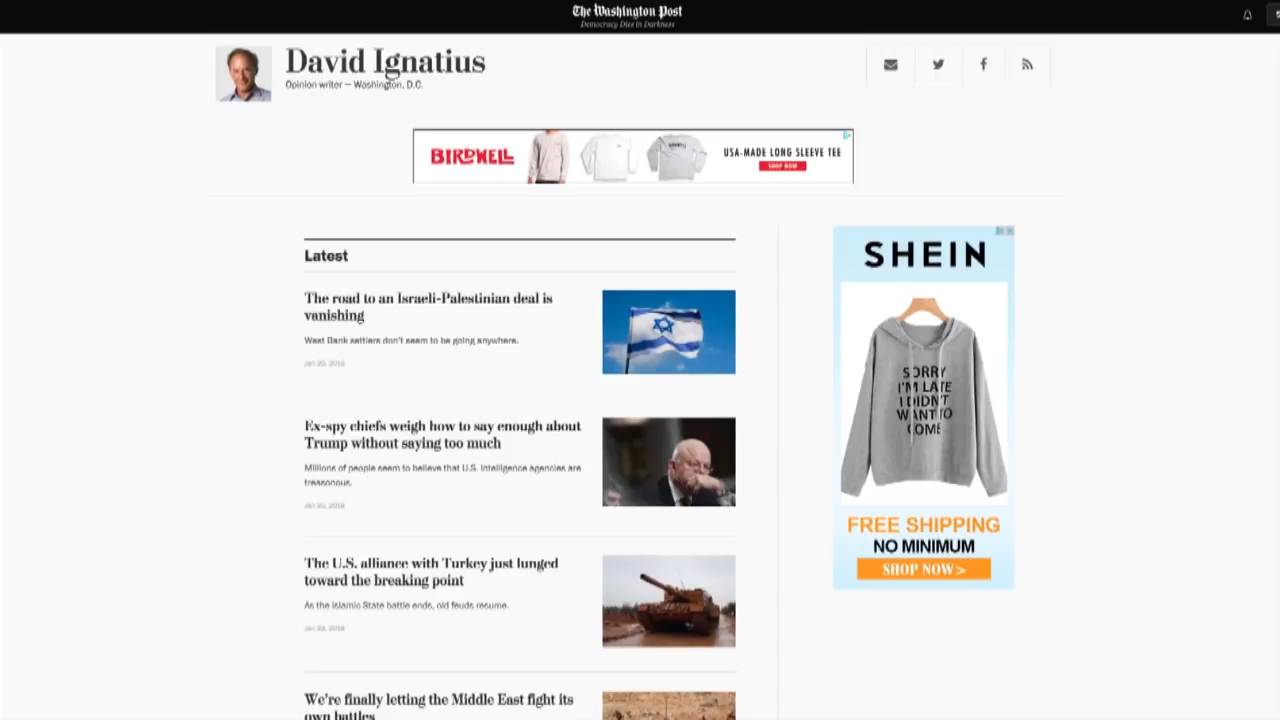 The Washington Post
Democracy Dies in Darkness
David Ignatius
Opinion writer — Washington, D.C.
BIRDWELL
USA-MADE LONG SLEEVE TEE
SHOP NOW
Latest
The road to an Israeli-Palestinian deal is
vanishing
West Bank settlers don't seem to be going anywhere.
Ex-spy chiefs weigh how to say enough about
Trump without saying too much
Millions of people seem to believe that U.S. intelligence agencies are
treasonous.
The U.S. alliance with Turkey just lunged
toward the breaking point
As the Islamic State battle ends, old feuds resume.
We're finally letting the Middle East fight its
own battles
SHEIN
SORRY
I'M LATE
I DIDN'T
WANT TO
COME
FREE SHIPPING
NO MINIMUM
SHOP NOW >